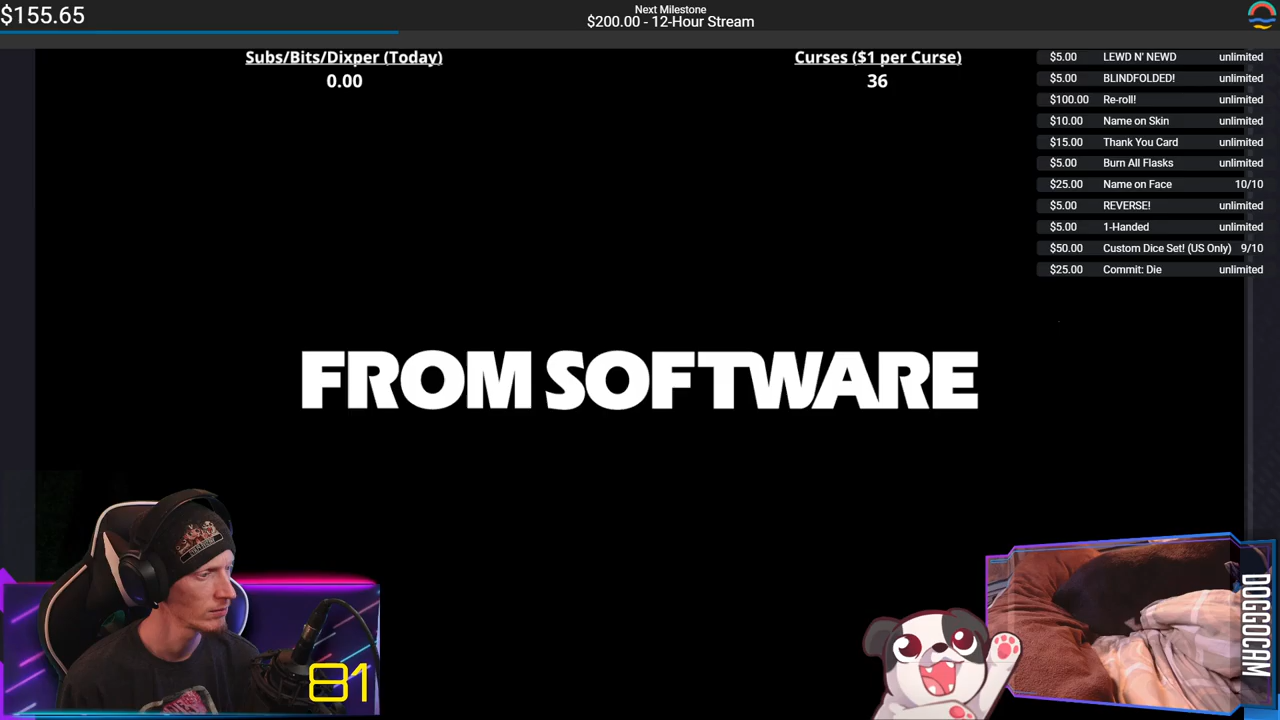 $155.65
Next Milestone
$200.00 - 12-Hour Stream
Subs/Bits/Dixper (Today)
0.00
Curses ($1 per Curse)
36
$5.00 LEWD N' NEWD unlimited
$5.00 BLINDFOLDED! unlimited
$100.00 Re-roll! unlimited
$10.00 Name on Skin unlimited
$15.00 Thank You Card unlimited
$5.00 Burn All Flasks unlimited
$25.00 Name on Face 10/10
$5.00 REVERSE! unlimited
$5.00 1-Handed unlimited
$50.00 Custom Dice Set! (US Only) 9/10
$25.00 Commit: Die unlimited
FROM SOFTWARE
81
DOGGOCAM